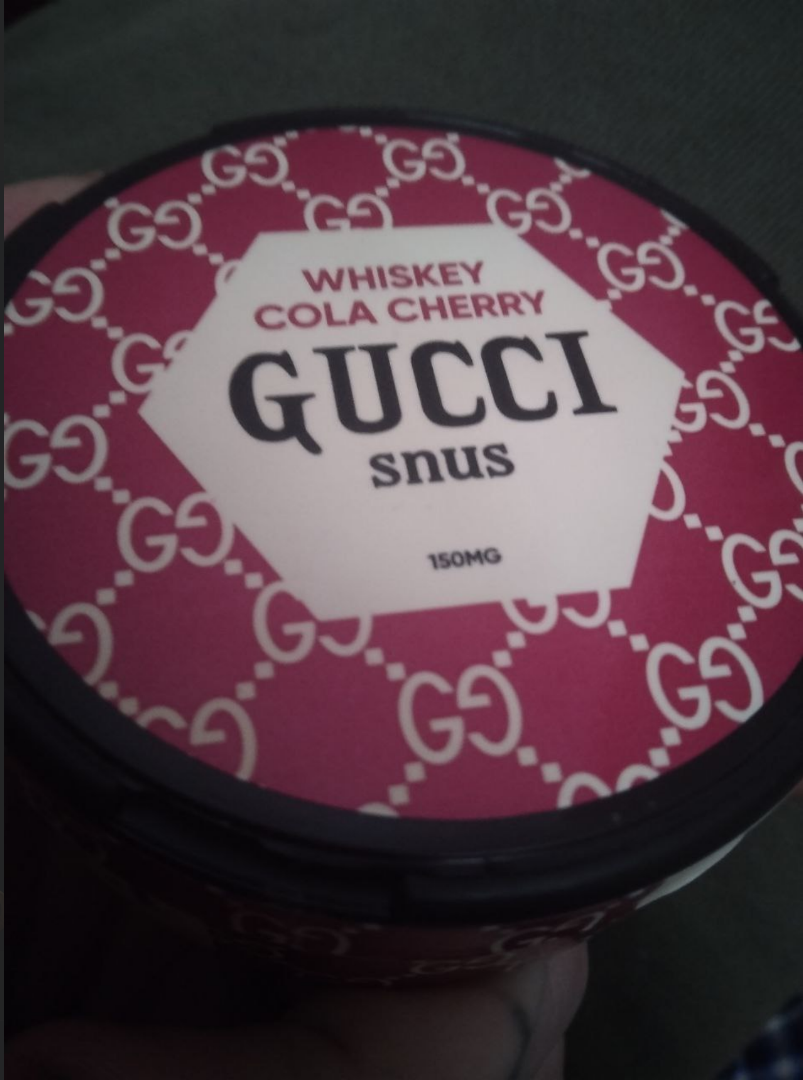 WHISKEY
COLA CHERRY
GUCCI
snus
150MG